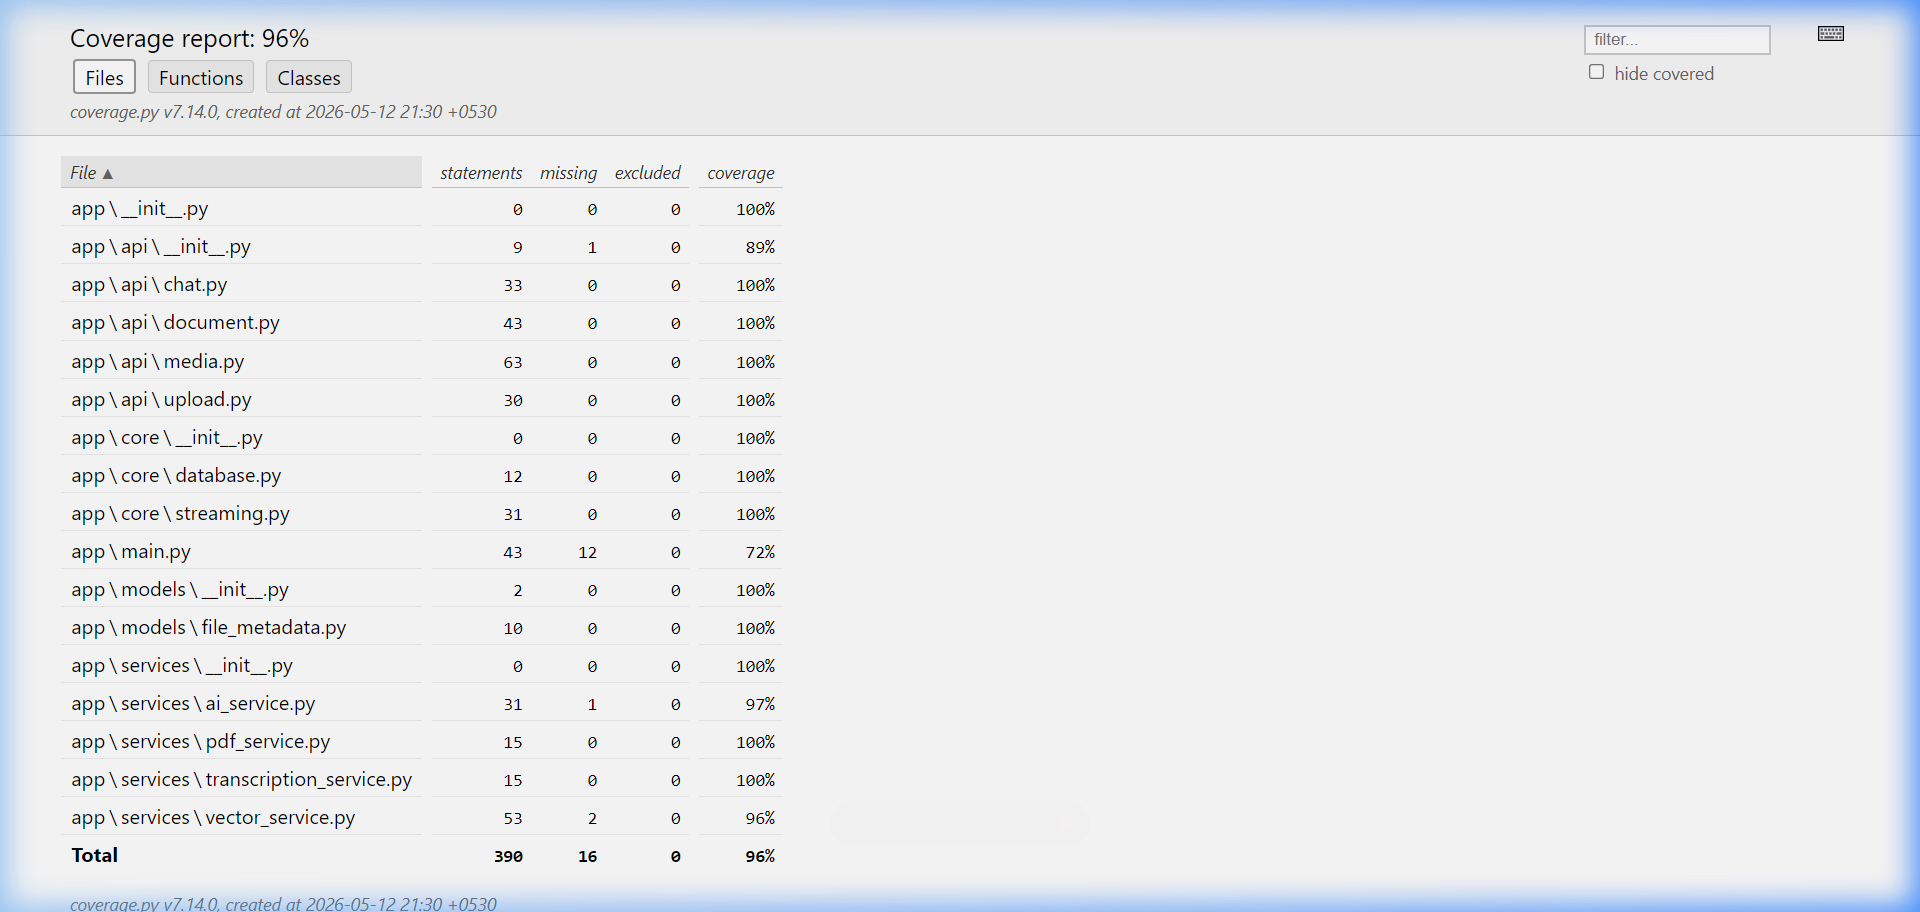 Coverage report: 96%
filter...
hide covered
Files Functions Classes
coverage.py v7.14.0, created at 2026-05-12 21:30 +0530
File ▲ statements missing excluded coverage
app \ __init__.py 0 0 0 100%
app \ api \ __init__.py 9 1 0 89%
app \ api \ chat.py 33 0 0 100%
app \ api \ document.py 43 0 0 100%
app \ api \ media.py 63 0 0 100%
app \ api \ upload.py 30 0 0 100%
app \ core \ __init__.py 0 0 0 100%
app \ core \ database.py 12 0 0 100%
app \ core \ streaming.py 31 0 0 100%
app \ main.py 43 12 0 72%
app \ models \ __init__.py 2 0 0 100%
app \ models \ file_metadata.py 10 0 0 100%
app \ services \ __init__.py 0 0 0 100%
app \ services \ ai_service.py 31 1 0 97%
app \ services \ pdf_service.py 15 0 0 100%
app \ services \ transcription_service.py 15 0 0 100%
app \ services \ vector_service.py 53 2 0 96%
Total 390 16 0 96%
coverage.py v7.14.0, created at 2026-05-12 21:30 +0530